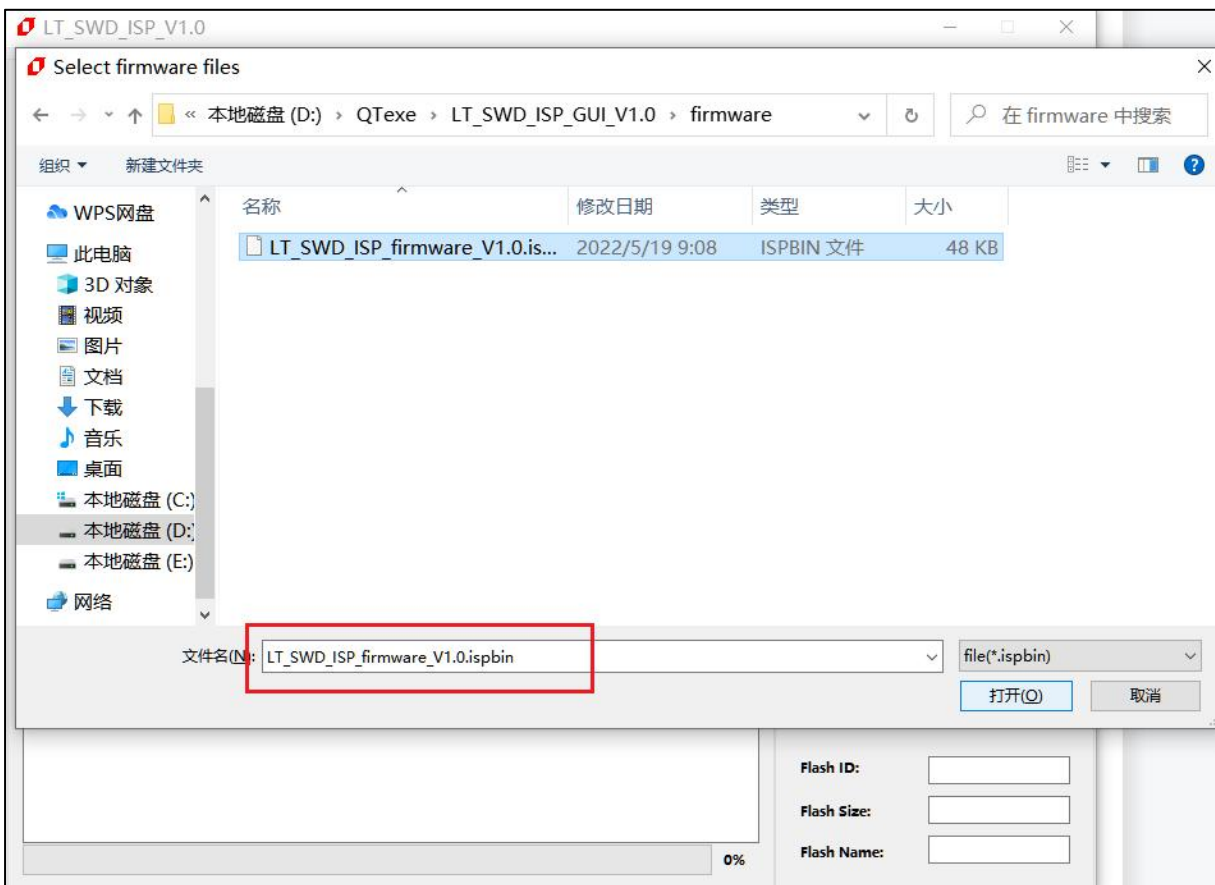 LT_SWD_ISP_V1.0
Select firmware files
« 本地磁盘 (D:) › QTexe › LT_SWD_ISP_GUI_V1.0 › firmware
在 firmware 中搜索
组织 新建文件夹
名称 修改日期 类型 大小
LT_SWD_ISP_firmware_V1.0.is... 2022/5/19 9:08 ISPBIN 文件 48 KB
WPS网盘
此电脑
3D 对象
视频
图片
文档
下载
音乐
桌面
本地磁盘 (C:)
本地磁盘 (D:)
本地磁盘 (E:)
网络
文件名(N): LT_SWD_ISP_firmware_V1.0.ispbin file(*.ispbin)
打开(O) 取消
Flash ID:
Flash Size:
Flash Name:
0%